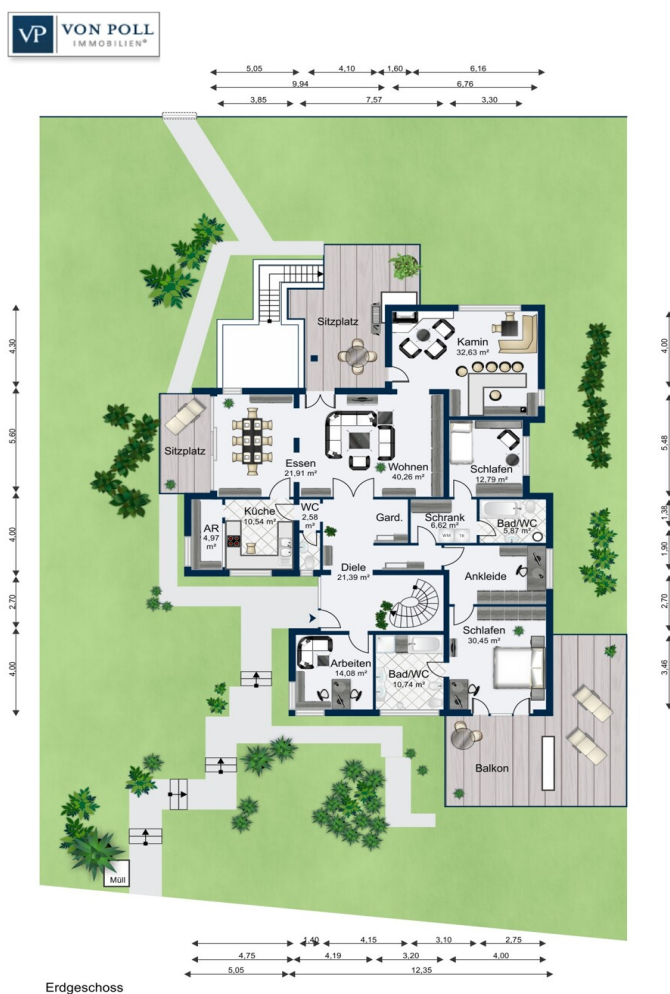 VP VON POLL
IMMOBILIEN®
5,05 4,10 1,60 6,16
9,94 6,76
3,85 7,57 3,30
4,30
5,60
4,00
2,70
4,00
4,00
5,48
1,38
1,90
2,70
3,46
Sitzplatz
Kamin
32,63 m²
Sitzplatz
Essen
21,91 m²
Wohnen
40,26 m²
Schlafen
12,79 m²
AR
4,97
m²
Küche
10,54 m²
WC
2,58
m²
Gard.
Schrank
6,62 m²
WM TR
Bad/WC
5,87 m²
Diele
21,39 m²
Ankleide
Schlafen
30,45 m²
Arbeiten
14,08 m²
Bad/WC
10,74 m²
Balkon
Müll
1,40 4,15 3,10 2,75
4,75 4,19 3,20 4,00
5,05 12,35
Erdgeschoss